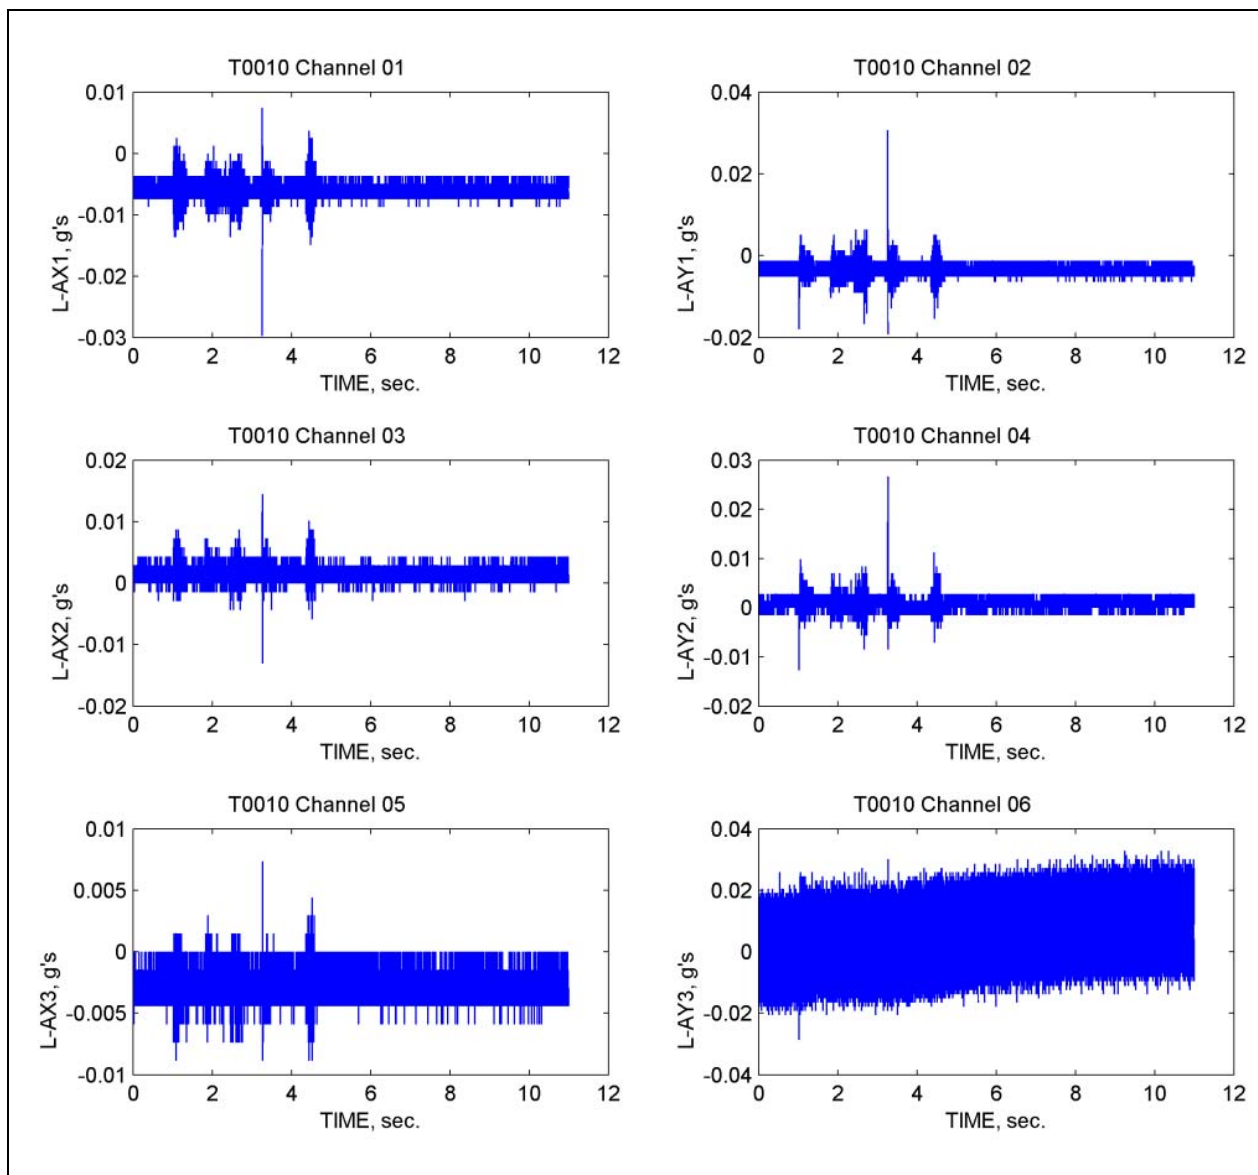 T0010 Channel 01
0.01
0
-0.01
-0.02
-0.03
L-AX1, g's
0 2 4 6 8 10 12
TIME, sec.
T0010 Channel 02
0.04
0.02
0
-0.02
L-AY1, g's
0 2 4 6 8 10 12
TIME, sec.
T0010 Channel 03
0.02
0.01
0
-0.01
-0.02
L-AX2, g's
0 2 4 6 8 10 12
TIME, sec.
T0010 Channel 04
0.03
0.02
0.01
0
-0.01
-0.02
L-AY2, g's
0 2 4 6 8 10 12
TIME, sec.
T0010 Channel 05
0.01
0.005
0
-0.005
-0.01
L-AX3, g's
0 2 4 6 8 10 12
TIME, sec.
T0010 Channel 06
0.04
0.02
0
-0.02
-0.04
L-AY3, g's
0 2 4 6 8 10 12
TIME, sec.